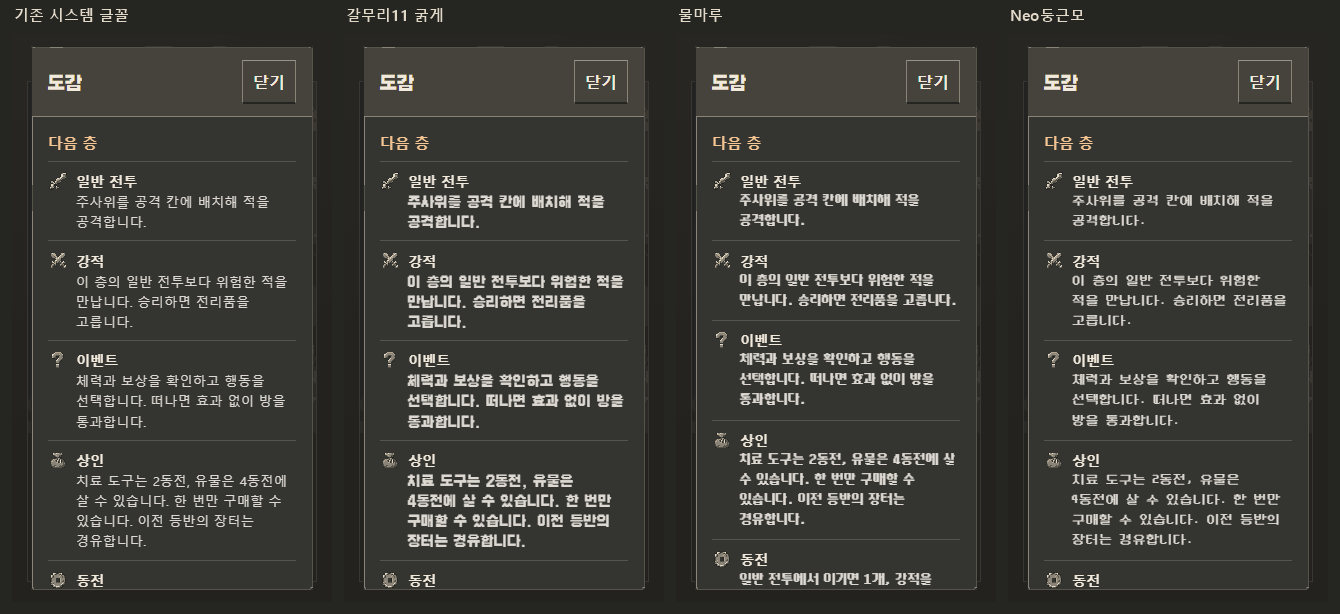 기존 시스템 글꼴
도감
닫기
다음 층
일반 전투
주사위를 공격 칸에 배치해 적을
공격합니다.
강적
이 층의 일반 전투보다 위험한 적을
만납니다. 승리하면 전리품을
고릅니다.
이벤트
체력과 보상을 확인하고 행동을
선택합니다. 떠나면 효과 없이 방을
통과합니다.
상인
치료 도구는 2동전, 유물은 4동전에
살 수 있습니다. 한 번만 구매할 수
있습니다. 이전 등반의 장터는
경유합니다.
동전
갈무리11 굵게
도감
닫기
다음 층
일반 전투
주사위를 공격 칸에 배치해 적을
공격합니다.
강적
이 층의 일반 전투보다 위험한 적을
만납니다. 승리하면 전리품을
고릅니다.
이벤트
체력과 보상을 확인하고 행동을
선택합니다. 떠나면 효과 없이 방을
통과합니다.
상인
치료 도구는 2동전, 유물은
4동전에 살 수 있습니다. 한 번만
구매할 수 있습니다. 이전 등반의
장터는 경유합니다.
동전
물마루
도감
닫기
다음 층
일반 전투
주사위를 공격 칸에 배치해 적을
공격합니다.
강적
이 층의 일반 전투보다 위험한 적을
만납니다. 승리하면 전리품을 고릅니다.
이벤트
체력과 보상을 확인하고 행동을
선택합니다. 떠나면 효과 없이 방을
통과합니다.
상인
치료 도구는 2동전, 유물은 4동전에 살
수 있습니다. 한 번만 구매할 수
있습니다. 이전 등반의 장터는
경유합니다.
동전
일반 전투에서 이기면 1개, 강적을
Neo둥근모
도감
닫기
다음 층
일반 전투
주사위를 공격 칸에 배치해 적을
공격합니다.
강적
이 층의 일반 전투보다 위험한
적을 만납니다. 승리하면 전리품을
고릅니다.
이벤트
체력과 보상을 확인하고 행동을
선택합니다. 떠나면 효과 없이
방을 통과합니다.
상인
치료 도구는 2동전, 유물은
4동전에 살 수 있습니다. 한 번만
구매할 수 있습니다. 이전 등반의
장터는 경유합니다.
동전